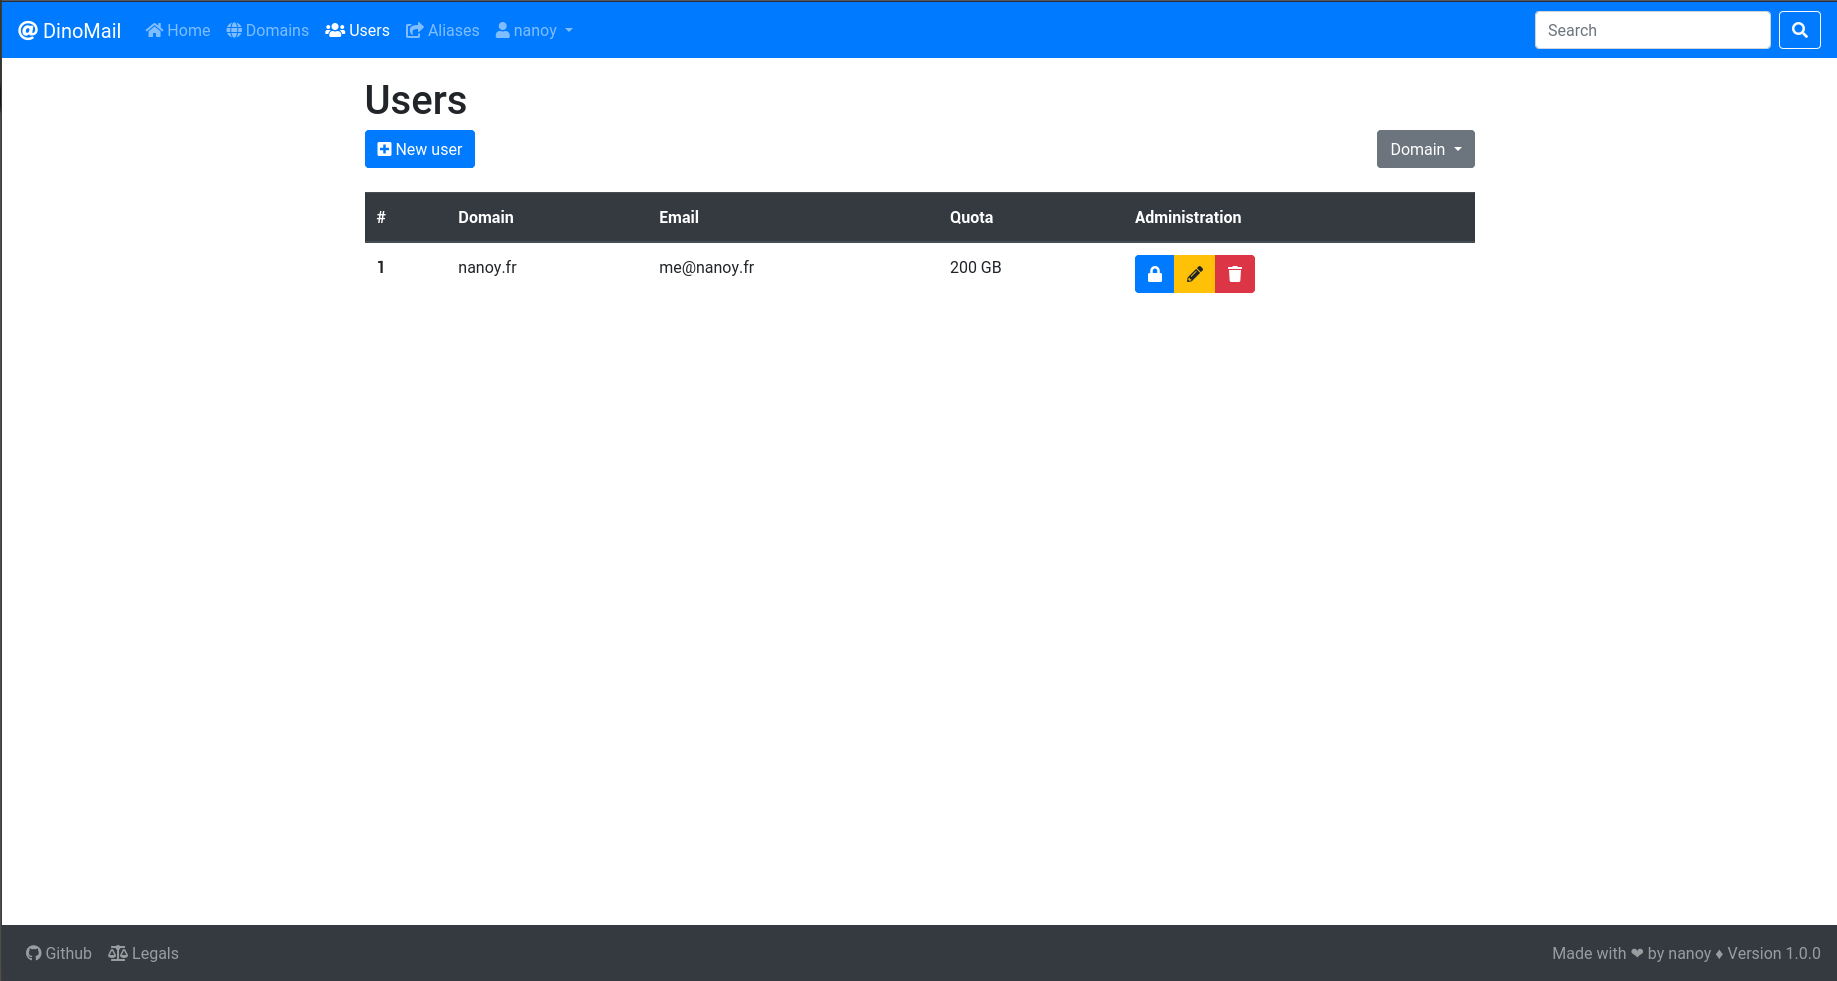 @ DinoMail Home Domains Users Aliases nanoy Search
Users
New user Domain
# Domain Email Quota Administration
1 nanoy.fr me@nanoy.fr 200 GB
Github Legals Made with ❤ by nanoy ♦ Version 1.0.0